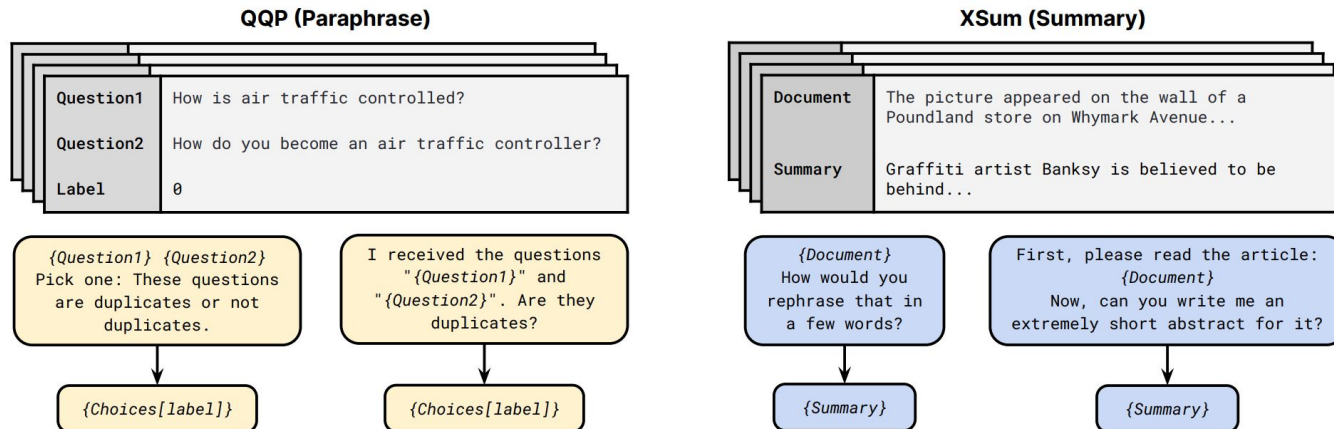 QQP (Paraphrase)
Question1 How is air traffic controlled?
Question2 How do you become an air traffic controller?
Label 0
{Question1} {Question2}
Pick one: These questions
are duplicates or not
duplicates.
{Choices[label]}
I received the questions
"{Question1}" and
"{Question2}". Are they
duplicates?
{Choices[label]}
XSum (Summary)
Document The picture appeared on the wall of a
Poundland store on Whymark Avenue...
Summary Graffiti artist Banksy is believed to be
behind...
{Document}
How would you
rephrase that in
a few words?
{Summary}
First, please read the article:
{Document}
Now, can you write me an
extremely short abstract for it?
{Summary}